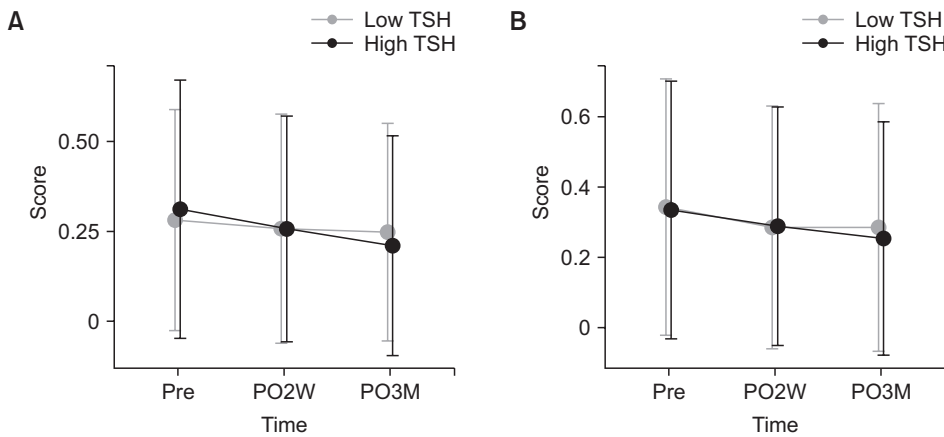 A
Low TSH
High TSH
0.50
0.25
0
Score
Pre PO2W PO3M
Time
B
Low TSH
High TSH
0.6
0.4
0.2
0
Score
Pre PO2W PO3M
Time